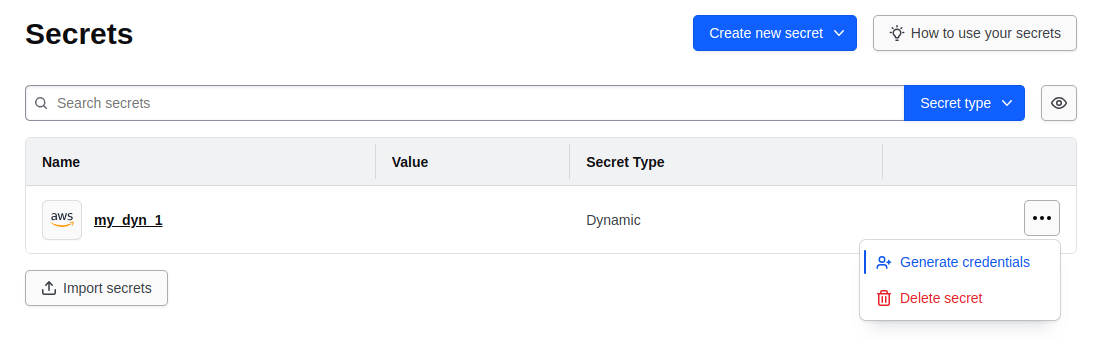 Secrets
Create new secret
How to use your secrets
Search secrets
Secret type
Name Value Secret Type
aws my_dyn_1 Dynamic
Generate credentials
Delete secret
Import secrets